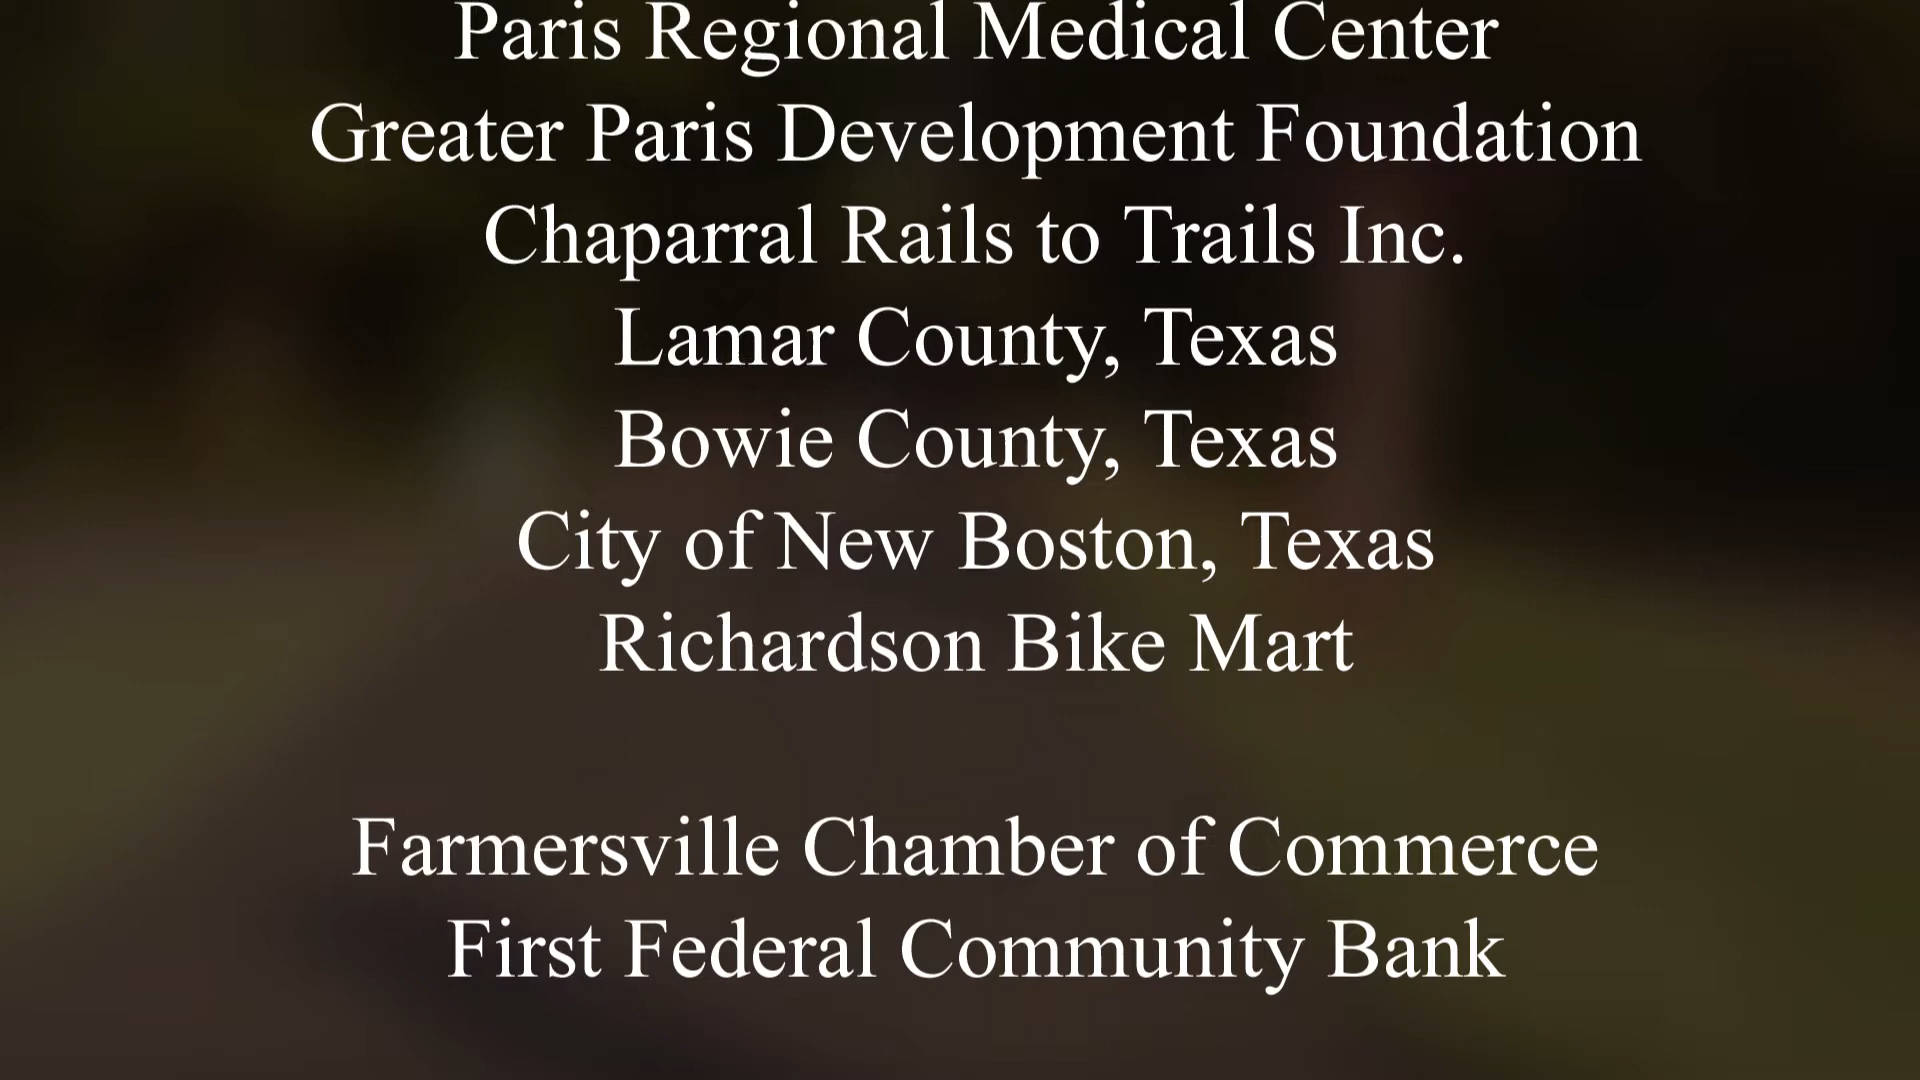 Paris Regional Medical Center
Greater Paris Development Foundation
Chaparral Rails to Trails Inc.
Lamar County, Texas
Bowie County, Texas
City of New Boston, Texas
Richardson Bike Mart
Farmersville Chamber of Commerce
First Federal Community Bank